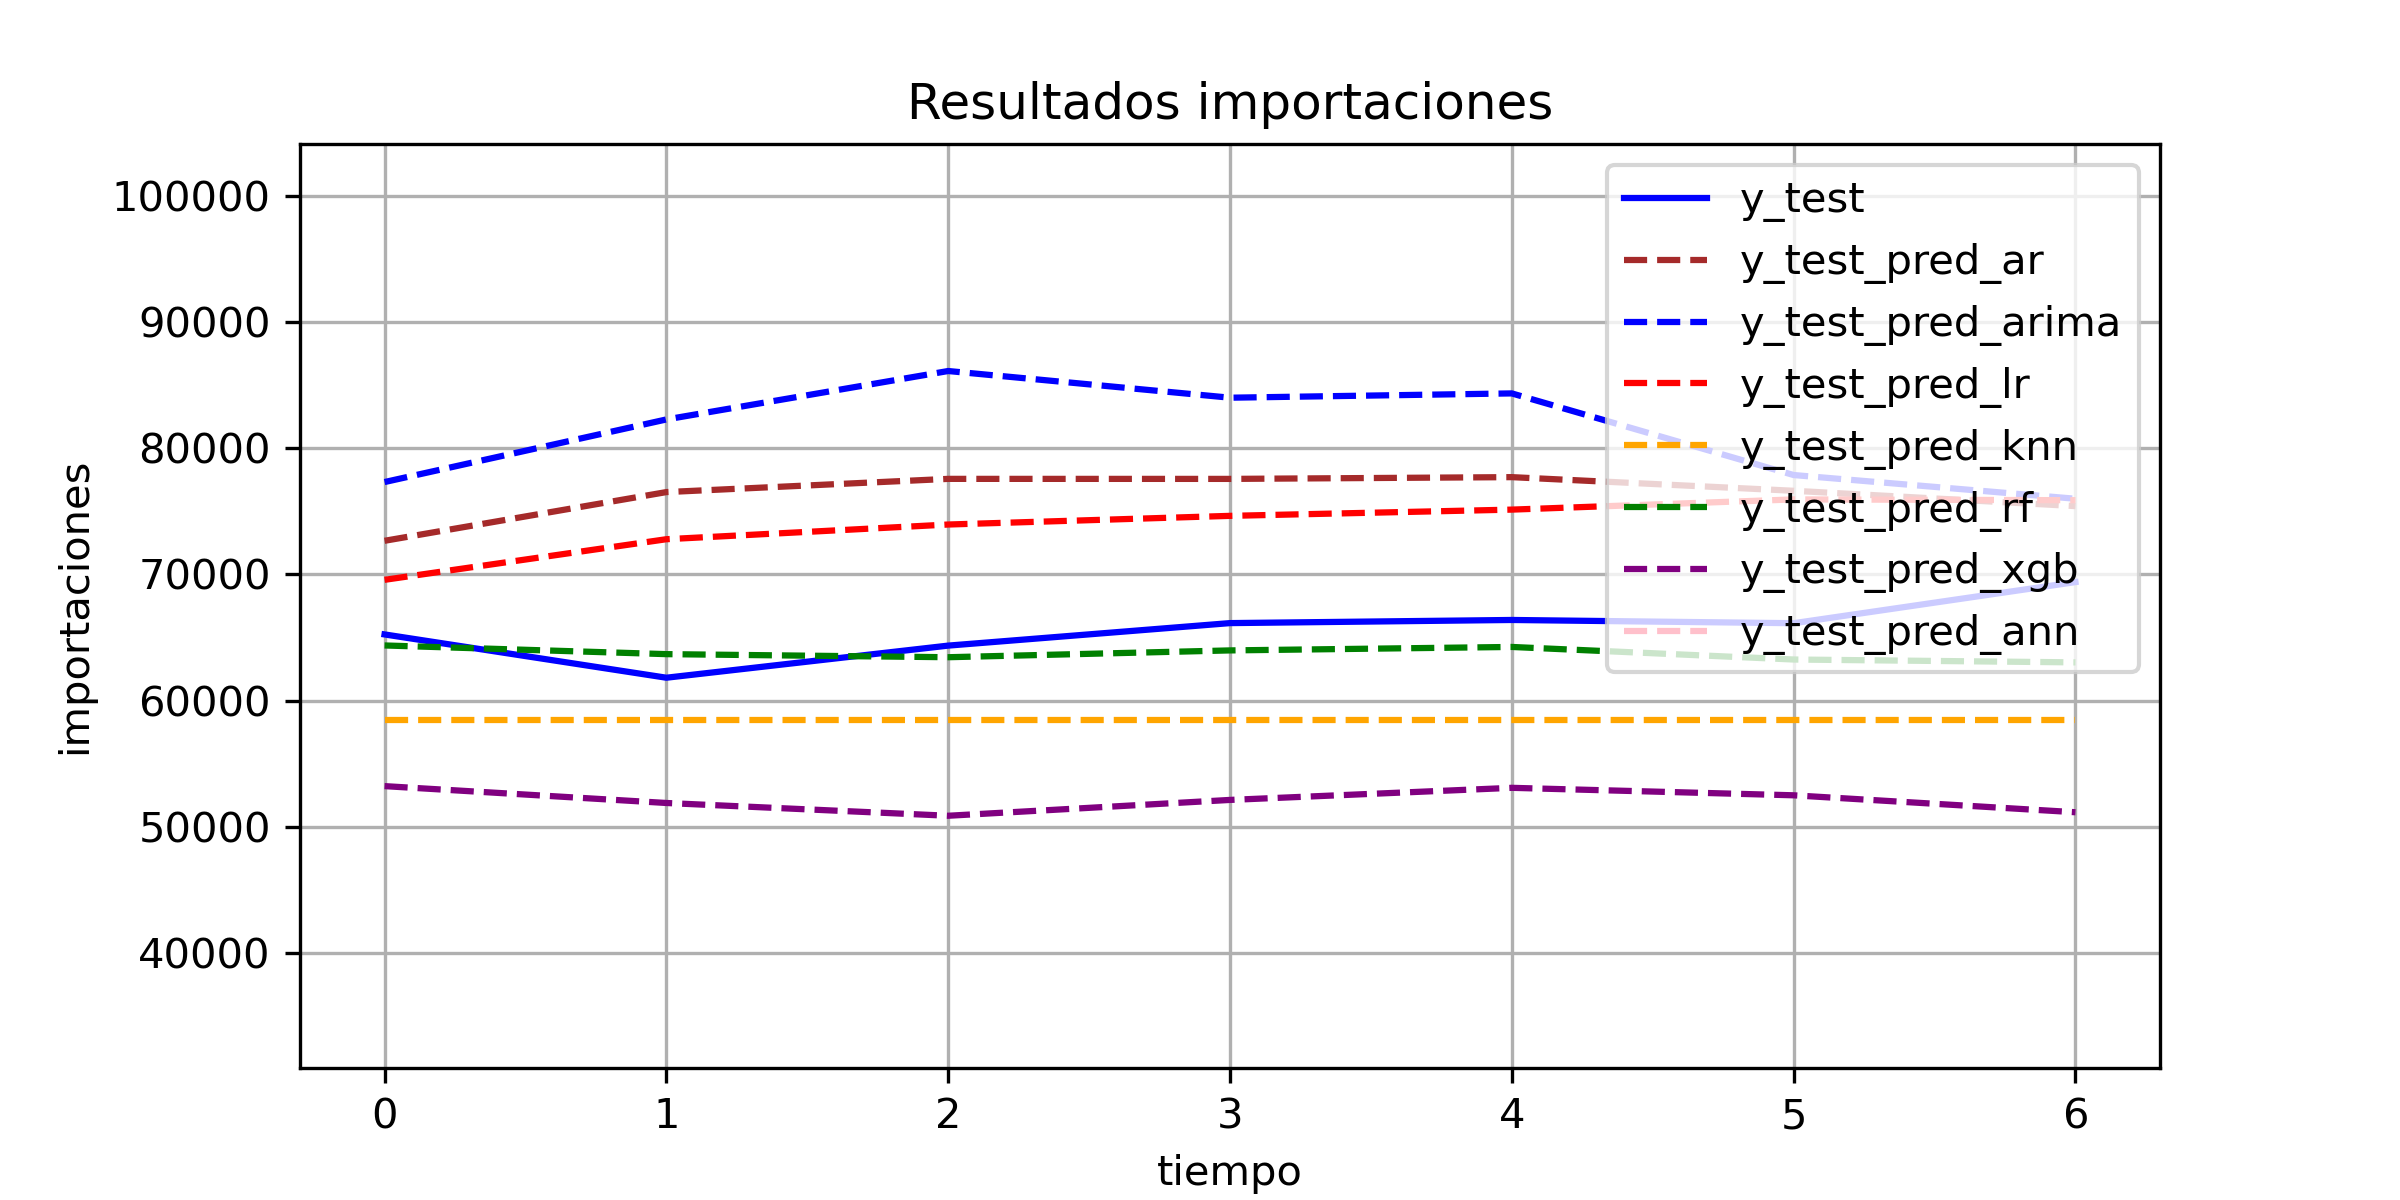 Resultados importaciones
importaciones
100000
90000
80000
70000
60000
50000
40000
y_test
y_test_pred_ar
y_test_pred_arima
y_test_pred_lr
y_test_pred_knn
y_test_pred_rf
y_test_pred_xgb
y_test_pred_ann
0 1 2 3 4 5 6
tiempo